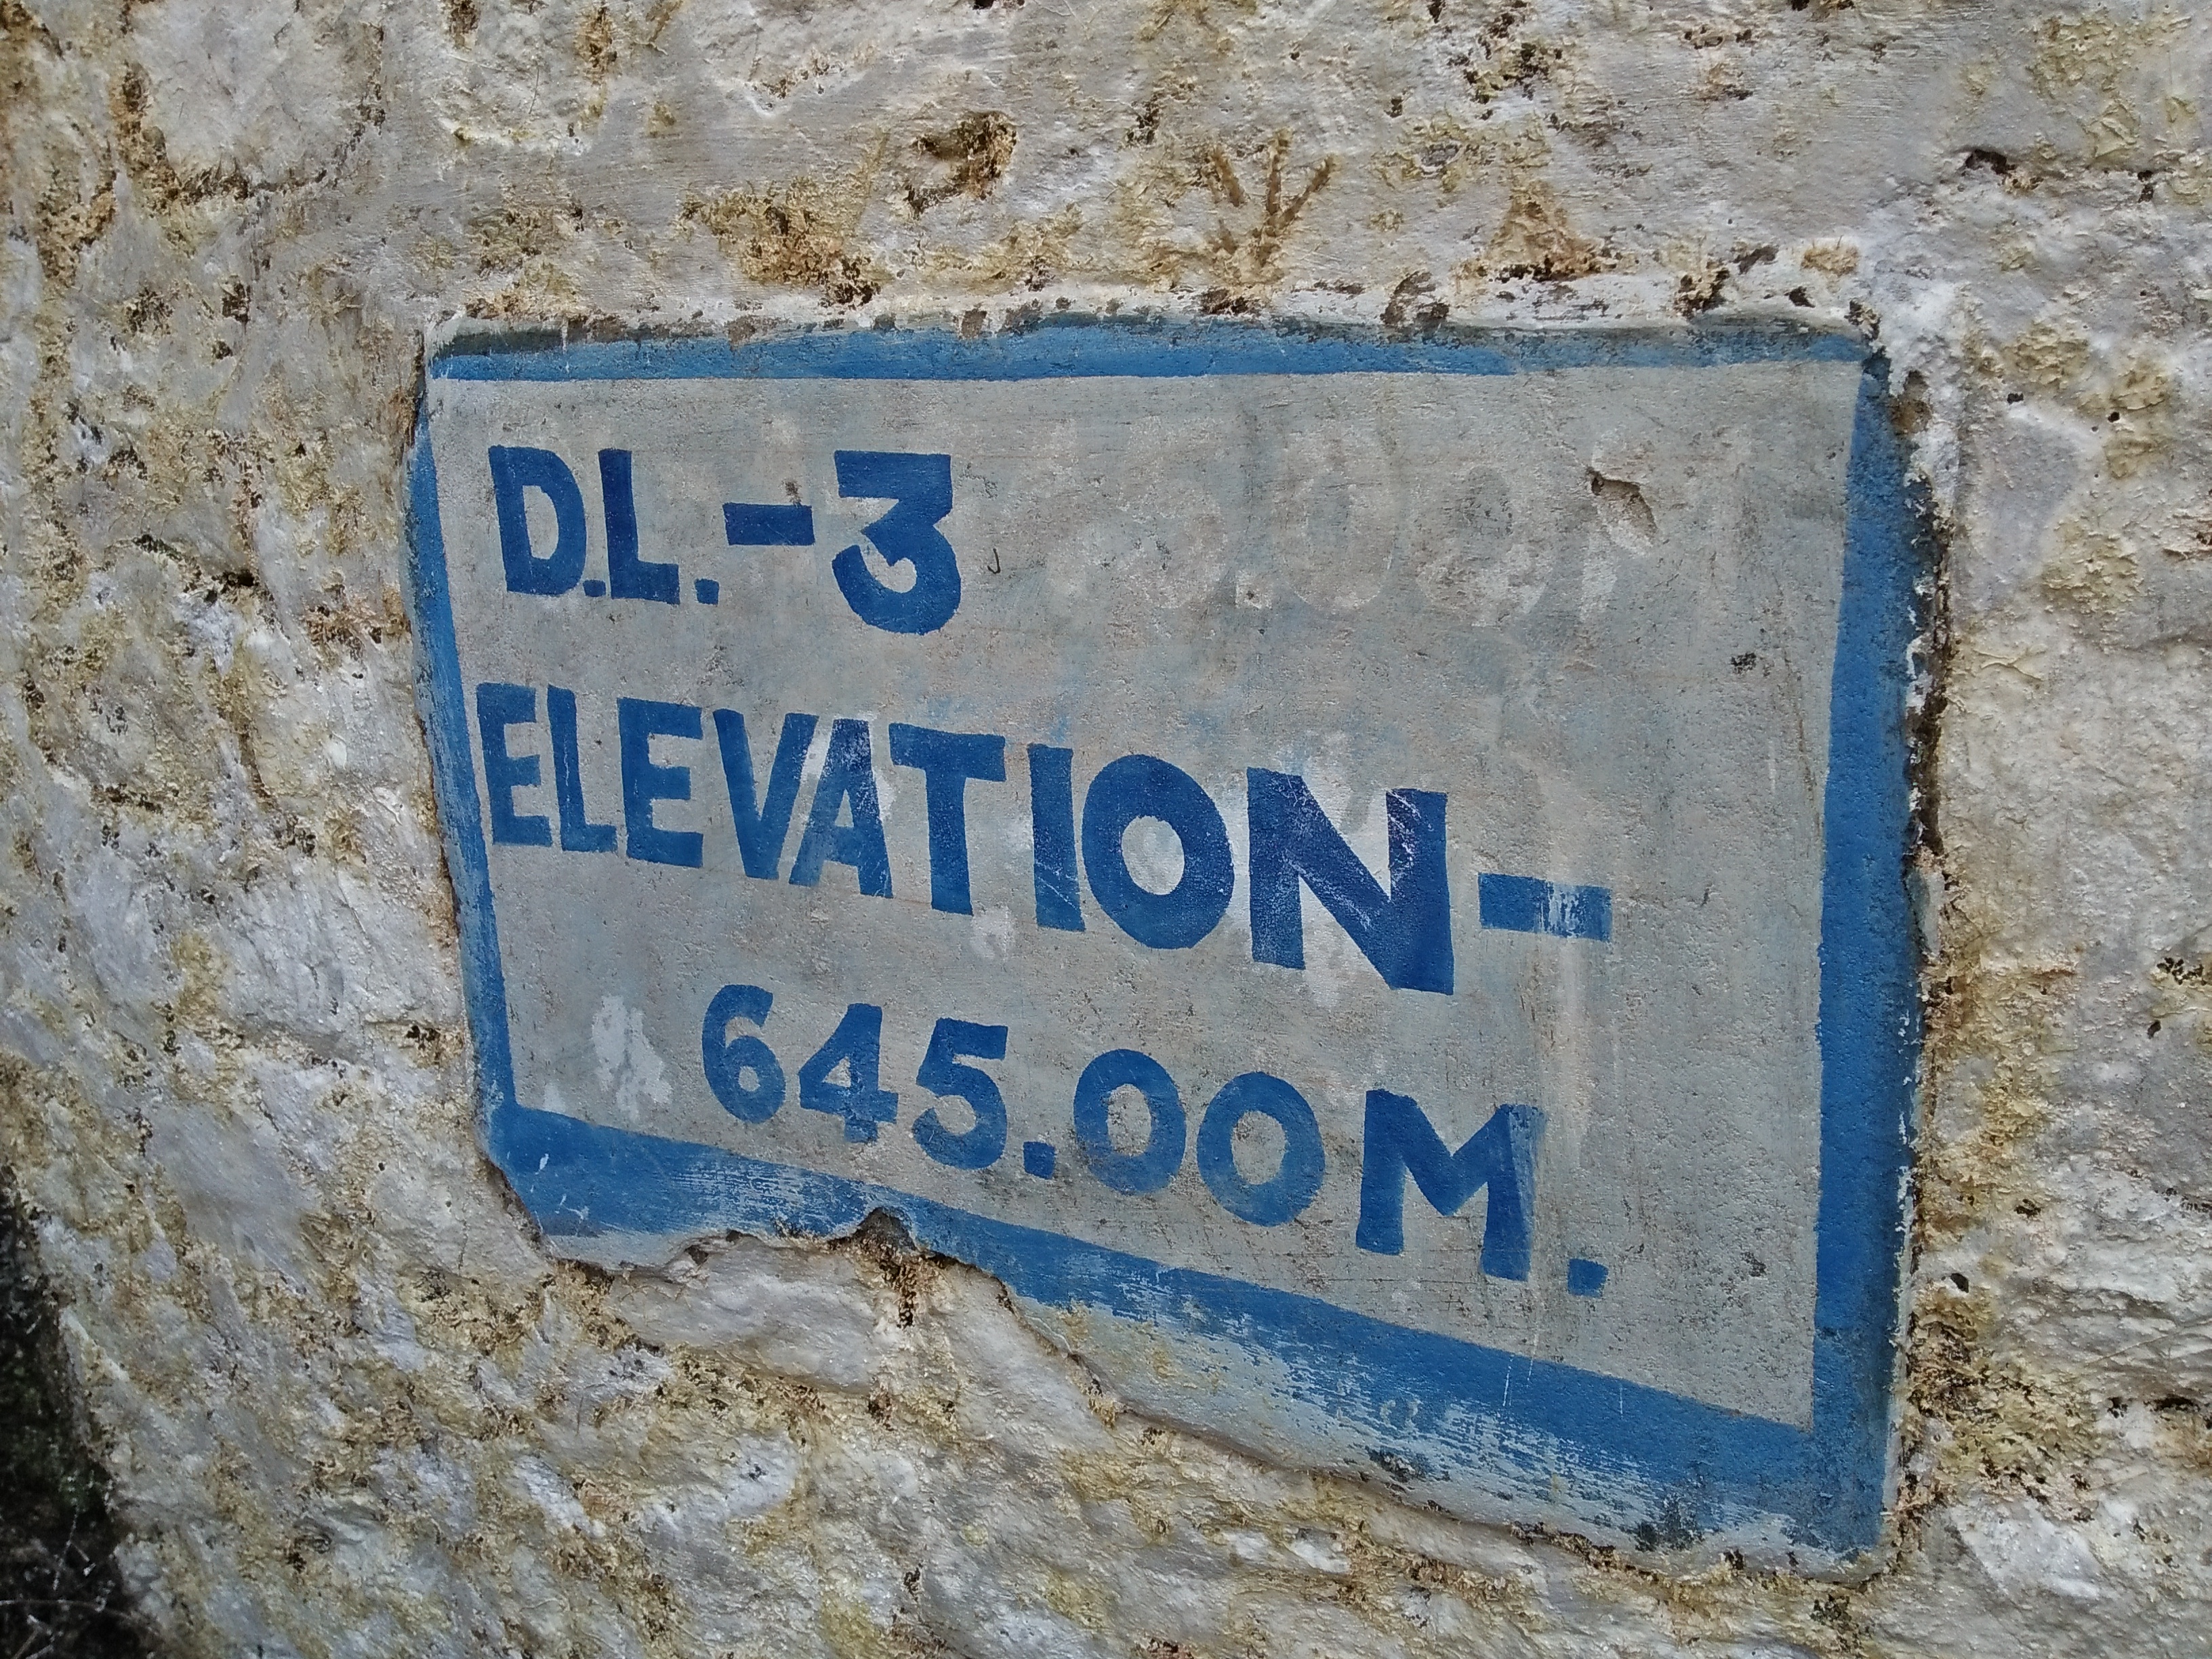 D.L.-3
ELEVATION-
645.00M.